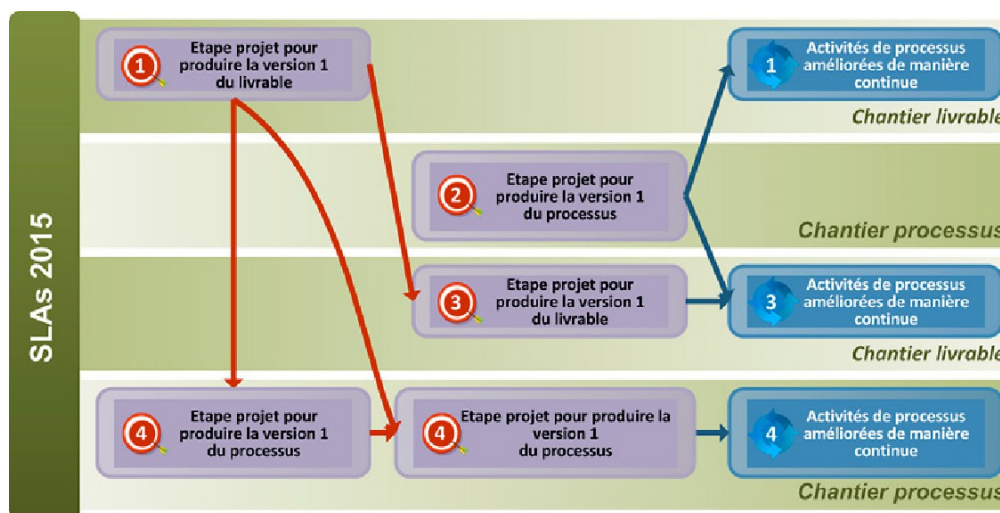 SLAs 2015
1
Etape projet pour
produire la version 1
du livrable
1
Activités de processus
améliorées de manière
continue
Chantier livrable
2
Etape projet pour
produire la version 1
du processus
Chantier processus
3
Etape projet pour
produire la version 1
du livrable
3
Activités de processus
améliorées de manière
continue
Chantier livrable
4
Etape projet pour
produire la version 1
du processus
4
Etape projet pour produire la
version 1
du processus
4
Activités de processus
améliorées de manière
continue
Chantier processus